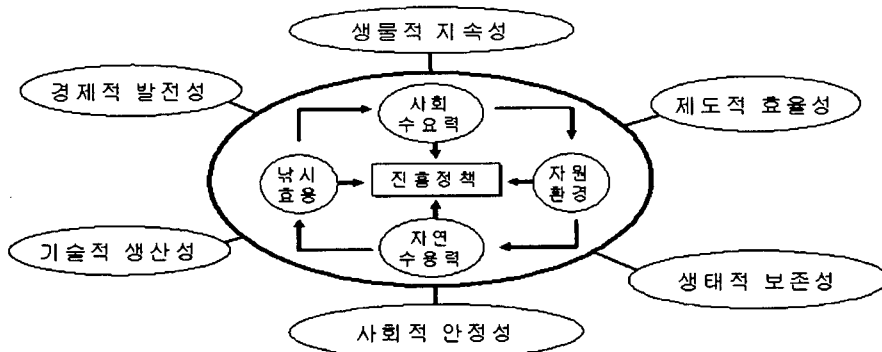 생물적 지속성
경제적 발전성
제도적 효율성
사회
수요력
낚시
효용
진흥정책
자원
환경
자연
수용력
기술적 생산성
생태적 보존성
사회적 안정성